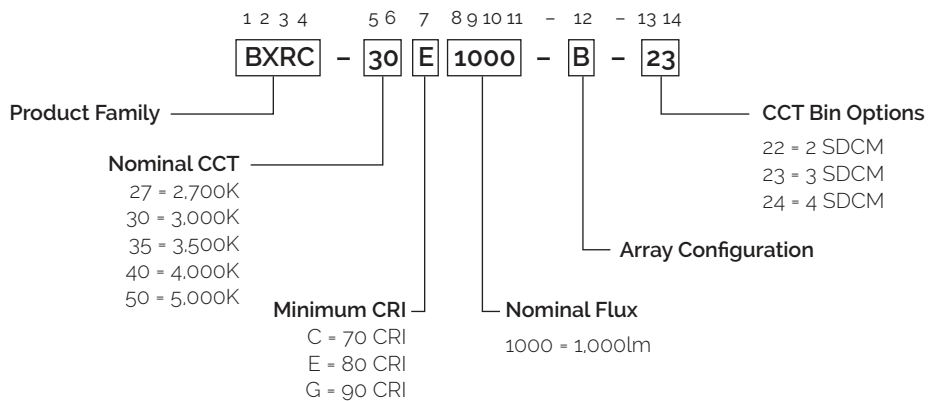 1 2 3 4 5 6 7 8 9 10 11 - 12 - 13 14
BXRC - 30 E 1000 - B - 23
Product Family
CCT Bin Options
22 = 2 SDCM
23 = 3 SDCM
24 = 4 SDCM
Nominal CCT
27 = 2,700K
30 = 3,000K
35 = 3,500K
40 = 4,000K
50 = 5,000K
Array Configuration
Minimum CRI
C = 70 CRI
E = 80 CRI
G = 90 CRI
Nominal Flux
1000 = 1,000lm